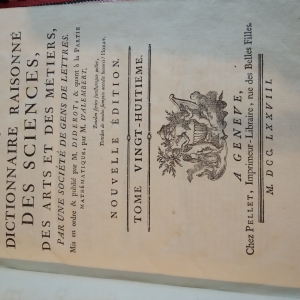 DICTIONNAIRE RAISONNÉ
DES SCIENCES,
DES ARTS ET DES MÉTIERS,
PAR UNE SOCIÉTÉ DE GENS DE LETTRES.
Mis en ordre & publié par M. DIDEROT; & quant à la PARTIE
MATHÉMATIQUE, par M. D'ALEMBERT.
NOUVELLE ÉDITION.
TOME VINGT-HUITIEME.
A GENEVE,
Chez PELLET, Imprimeur-Libraire, rue des Belles Filles.
M. DCC. LXXVIII.